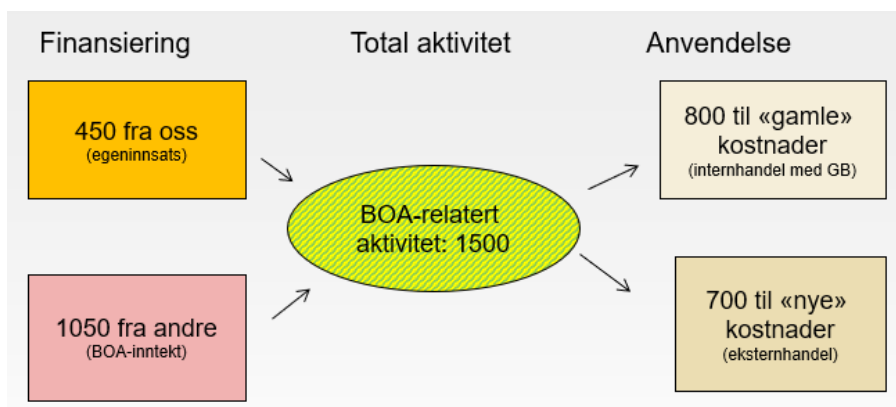 Finansiering
Total aktivitet
Anvendelse
450 fra oss
(egeninnsats)
1050 fra andre
(BOA-inntekt)
BOA-relatert
aktivitet: 1500
800 til «gamle»
kostnader
(internhandel med GB)
700 til «nye»
kostnader
(eksternhandel)